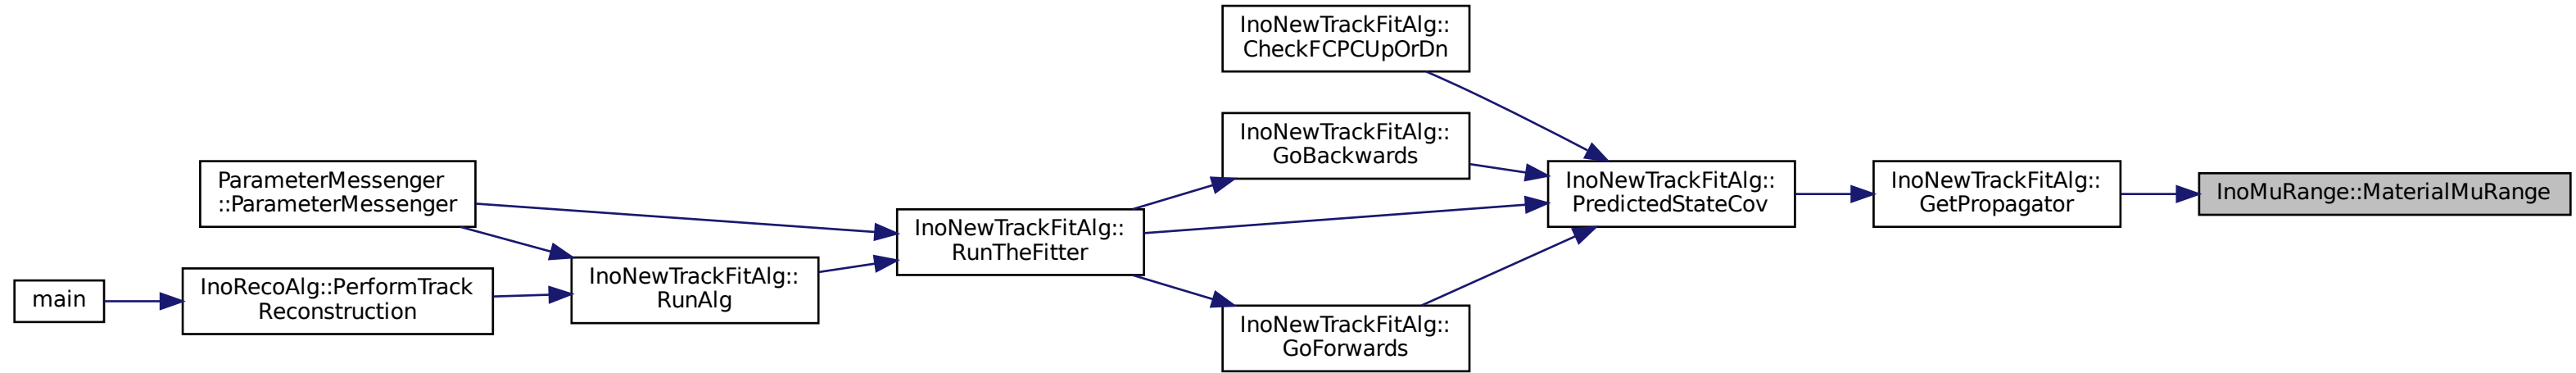 main
InoRecoAlg::PerformTrack
Reconstruction
ParameterMessenger
::ParameterMessenger
InoNewTrackFitAlg::
RunAlg
InoNewTrackFitAlg::
RunTheFitter
InoNewTrackFitAlg::
CheckFCPCUpOrDn
InoNewTrackFitAlg::
GoBackwards
InoNewTrackFitAlg::
GoForwards
InoNewTrackFitAlg::
PredictedStateCov
InoNewTrackFitAlg::
GetPropagator
InoMuRange::MaterialMuRange